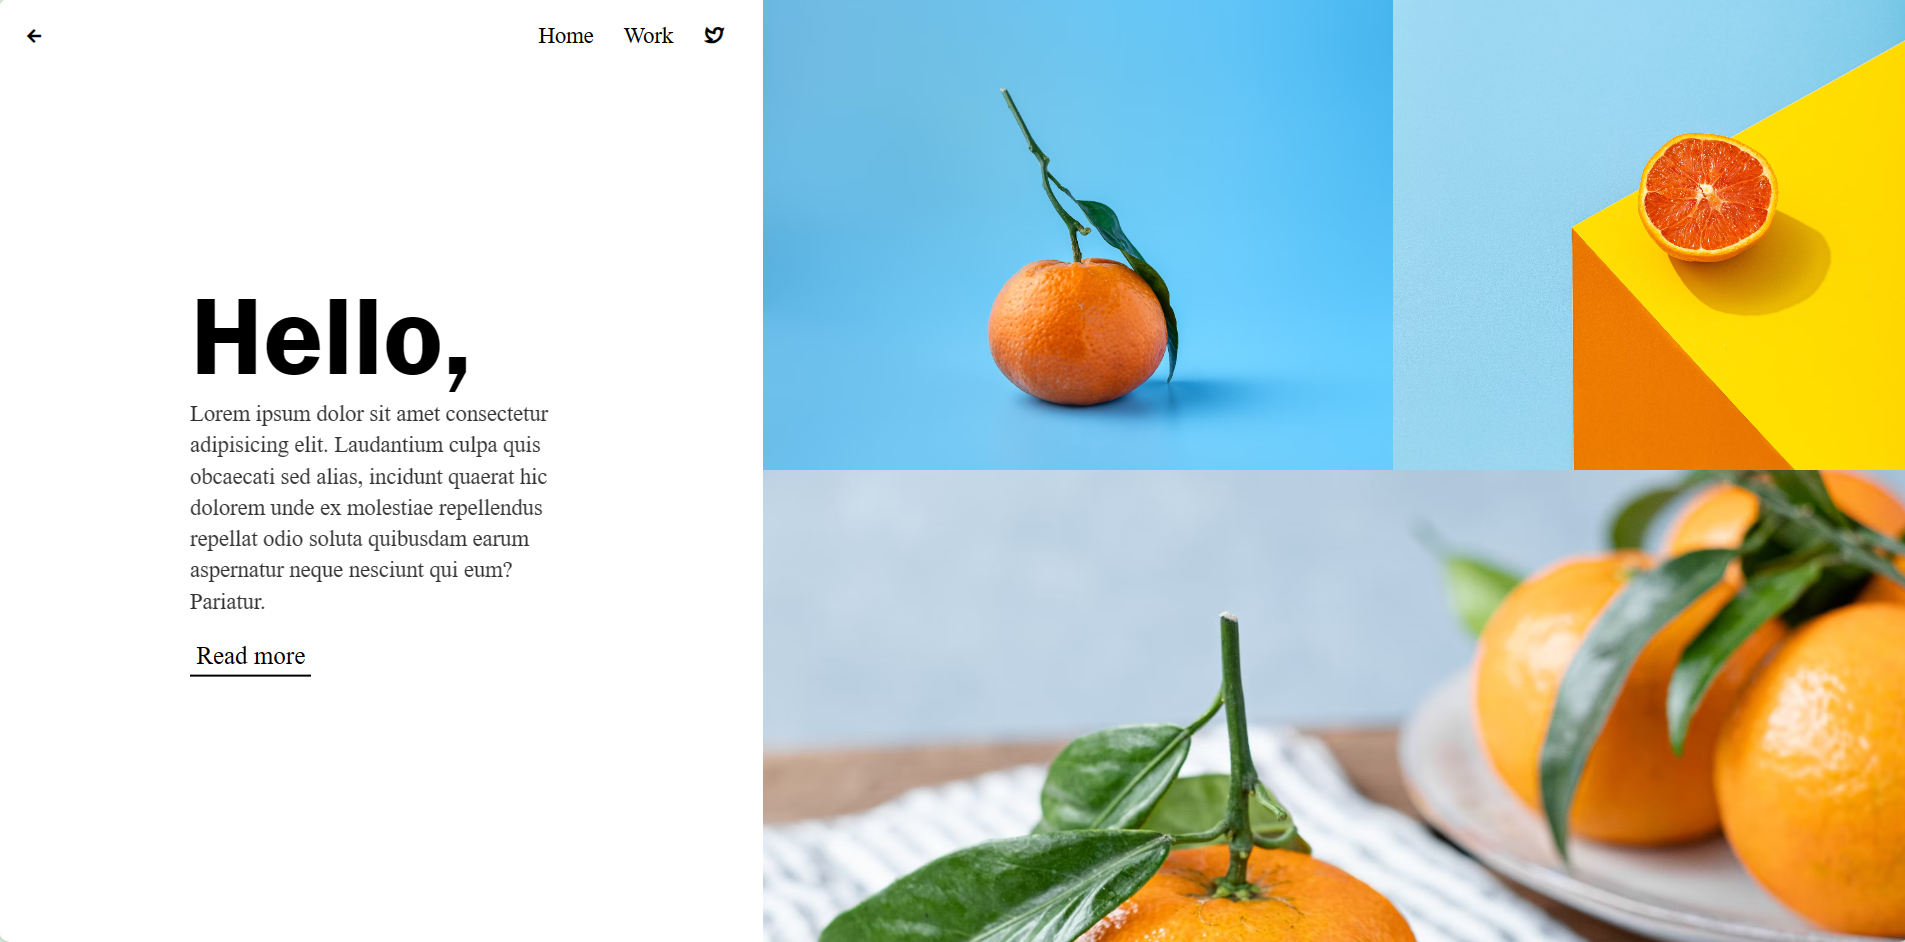 Home Work
Hello,
Lorem ipsum dolor sit amet consectetur
adipisicing elit. Laudantium culpa quis
obcaecati sed alias, incidunt quaerat hic
dolorem unde ex molestiae repellendus
repellat odio soluta quibusdam earum
aspernatur neque nesciunt qui eum?
Pariatur.
Read more